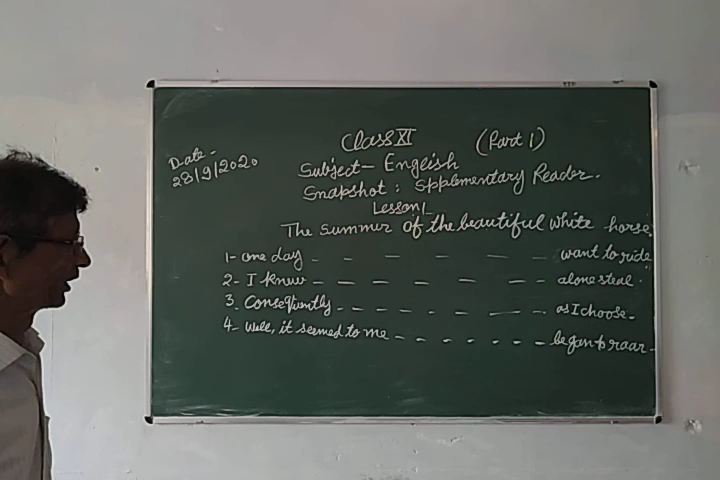 Class XI (Part 1)
Date- 28/9/2020
Subject- English
Snapshot: Spplementary Reader.
Lesson 1
The Summer of the beautiful white horse.
1- one day - - - - - - want to ride
2- I knew - - - - - - - alone steal.
3. Consequently - - - - - - - as I choose.
4- Well, it seemed to me - - - - - - - began to raar -